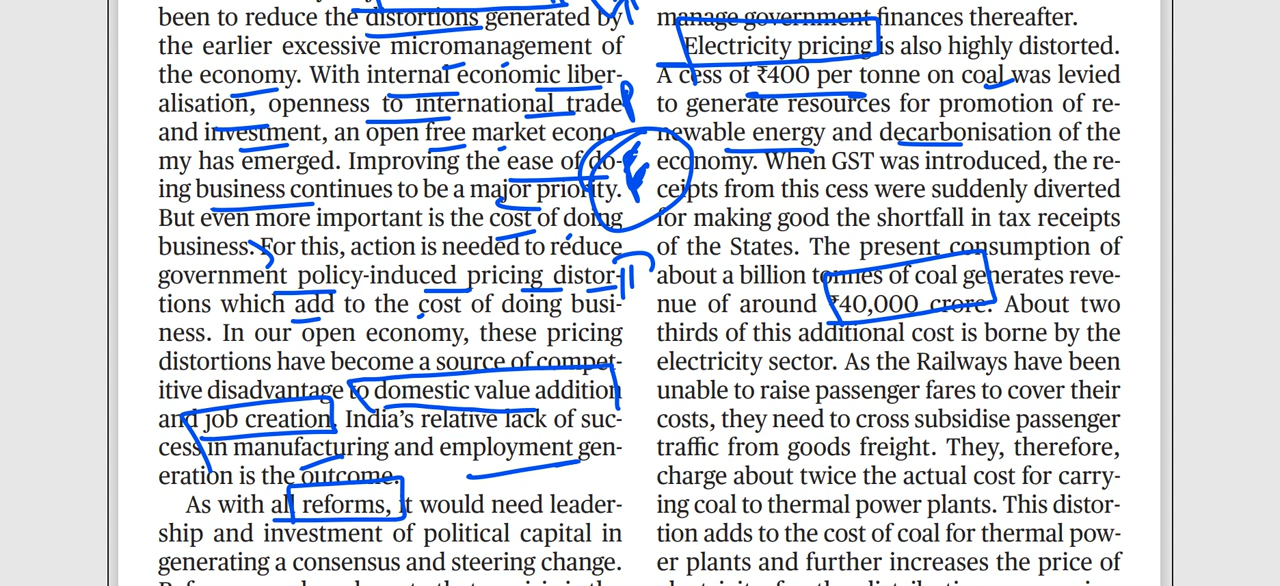 been to reduce the distortions generated by
the earlier excessive micromanagement of
the economy. With internal economic liber-
alisation, openness to international trade
and investment, an open free market econo-
my has emerged. Improving the ease of do-
ing business continues to be a major priority.
But even more important is the cost of doing
business. For this, action is needed to reduce
government policy-induced pricing distor-
tions which add to the cost of doing busi-
ness. In our open economy, these pricing
distortions have become a source of compet-
itive disadvantage to domestic value addition
and job creation. India’s relative lack of suc-
cess in manufacturing and employment gen-
eration is the outcome.
As with all reforms, it would need leader-
ship and investment of political capital in
generating a consensus and steering change.
manage government finances thereafter.
Electricity pricing is also highly distorted.
A cess of ₹400 per tonne on coal was levied
to generate resources for promotion of re-
newable energy and decarbonisation of the
economy. When GST was introduced, the re-
ceipts from this cess were suddenly diverted
for making good the shortfall in tax receipts
of the States. The present consumption of
about a billion tonnes of coal generates reve-
nue of around ₹40,000 crore. About two
thirds of this additional cost is borne by the
electricity sector. As the Railways have been
unable to raise passenger fares to cover their
costs, they need to cross subsidise passenger
traffic from goods freight. They, therefore,
charge about twice the actual cost for carry-
ing coal to thermal power plants. This distor-
tion adds to the cost of coal for thermal pow-
er plants and further increases the price of